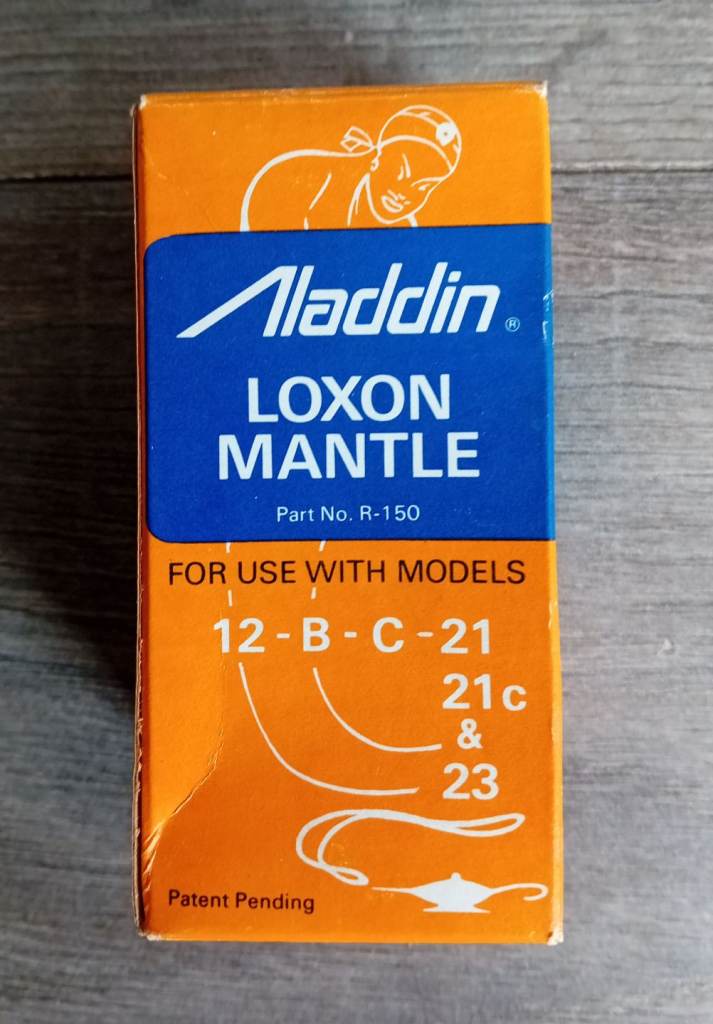 Aladdin®
LOXON
MANTLE
Part No. R-150
FOR USE WITH MODELS
12-B-C-21
21c
&
23
Patent Pending